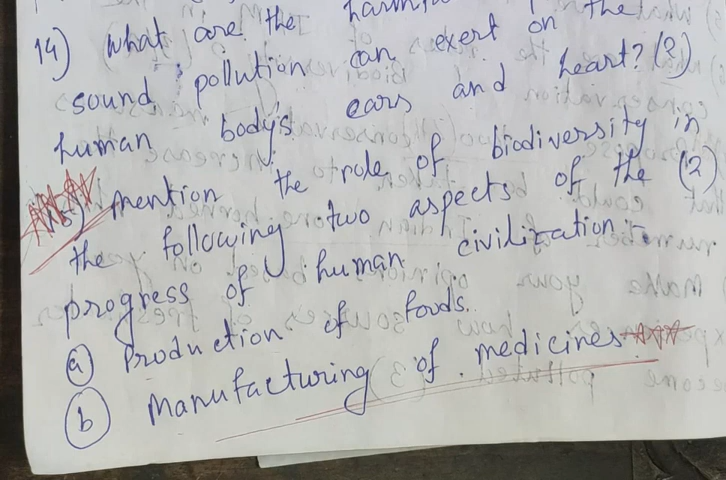 14) What are the harmful on the
sound pollution can exert
human body's ears and heart? (2)
15) mention the role of biodiversity in
the following two aspects of the (2)
progress of human civilization -
a) Production of foods.
b) Manufacturing of medicines